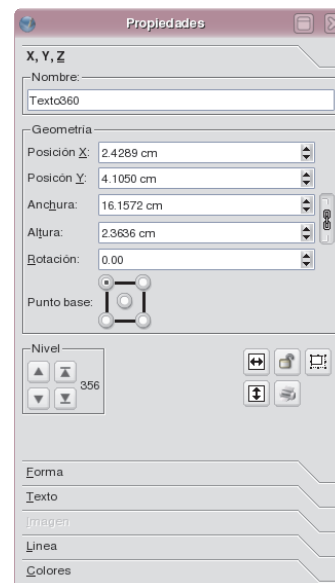 Propiedades
X, Y, Z
Nombre:
Texto360
Geometría
Posición X: 2.4289 cm
Posicón Y: 4.1050 cm
Anchura: 16.1572 cm
Altura: 2.3636 cm
Rotación: 0.00
Punto base:
Nivel
356
Forma
Texto
Imagen
Linea
Colores